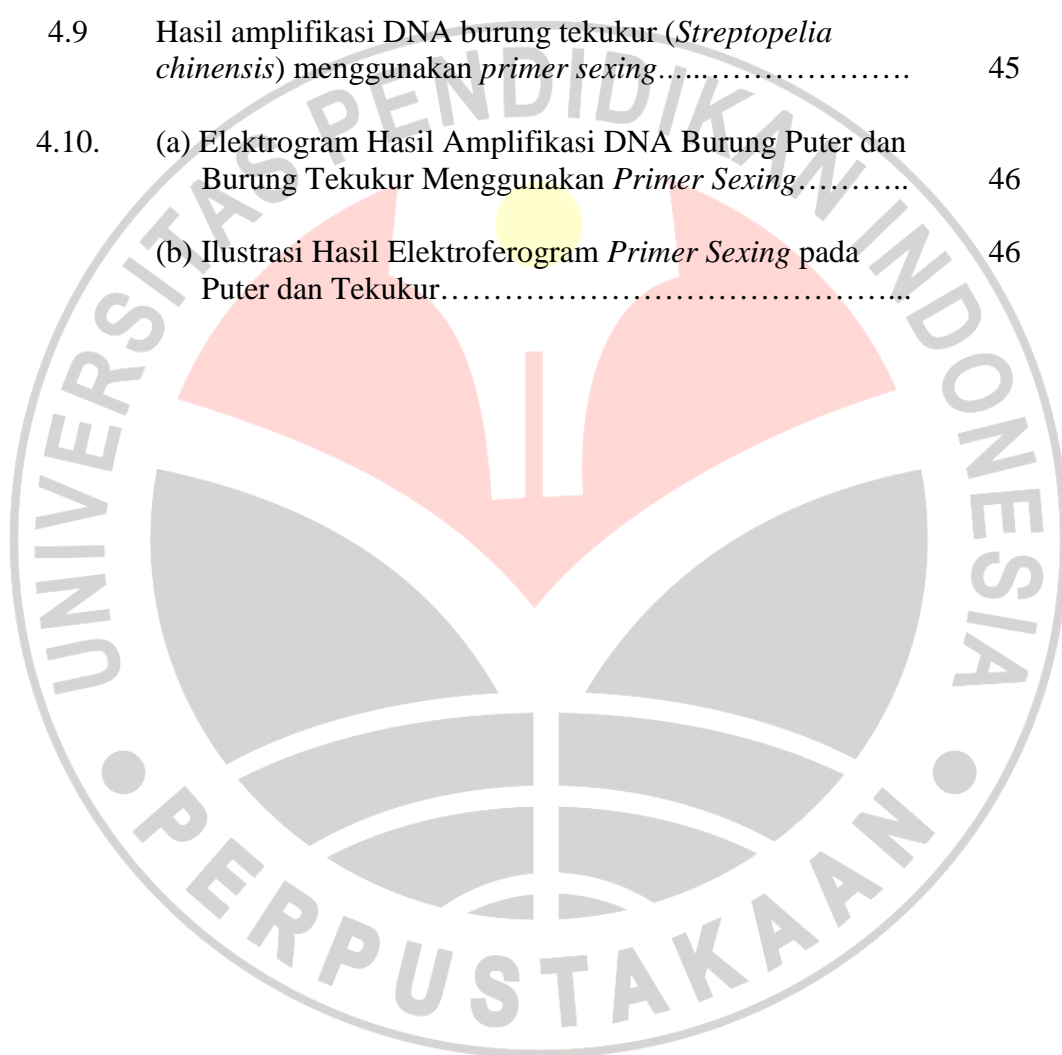 4.9 Hasil amplifikasi DNA burung tekukur (Streptopelia
chinensis) menggunakan primer sexing…...………………. 45
4.10. (a) Elektrogram Hasil Amplifikasi DNA Burung Puter dan
Burung Tekukur Menggunakan Primer Sexing……….. 46
(b) Ilustrasi Hasil Elektroferogram Primer Sexing pada 46
Puter dan Tekukur……………………………………...
UNIVERSITAS PENDIDIKAN INDONESIA
PERPUSTAKAAN